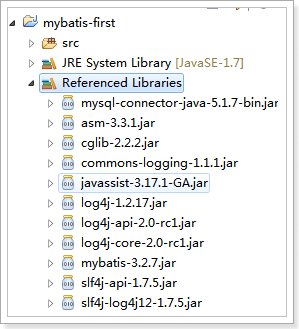 mybatis-first
src
JRE System Library [JavaSE-1.7]
Referenced Libraries
mysql-connector-java-5.1.7-bin.jar
asm-3.3.1.jar
cglib-2.2.2.jar
commons-logging-1.1.1.jar
javassist-3.17.1-GA.jar
log4j-1.2.17.jar
log4j-api-2.0-rc1.jar
log4j-core-2.0-rc1.jar
mybatis-3.2.7.jar
slf4j-api-1.7.5.jar
slf4j-log4j12-1.7.5.jar